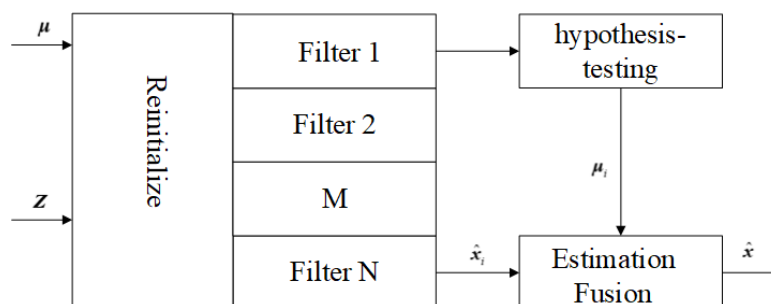 μ
Z
Reinitialize
Filter 1
Filter 2
M
Filter N
hypothesis-
testing
μᵢ
x̂ᵢ
Estimation
Fusion
x̂